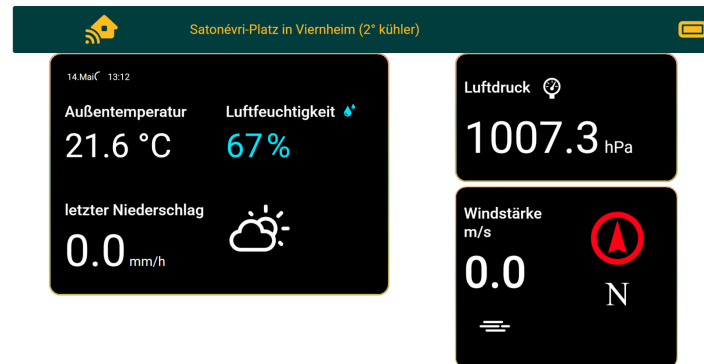 Satonévri-Platz in Viernheim (2° kühler)
14.Mai 13:12
Außentemperatur
21.6 °C
Luftfeuchtigkeit
67%
letzter Niederschlag
0.0 mm/h
Luftdruck
1007.3 hPa
Windstärke
m/s
0.0
N